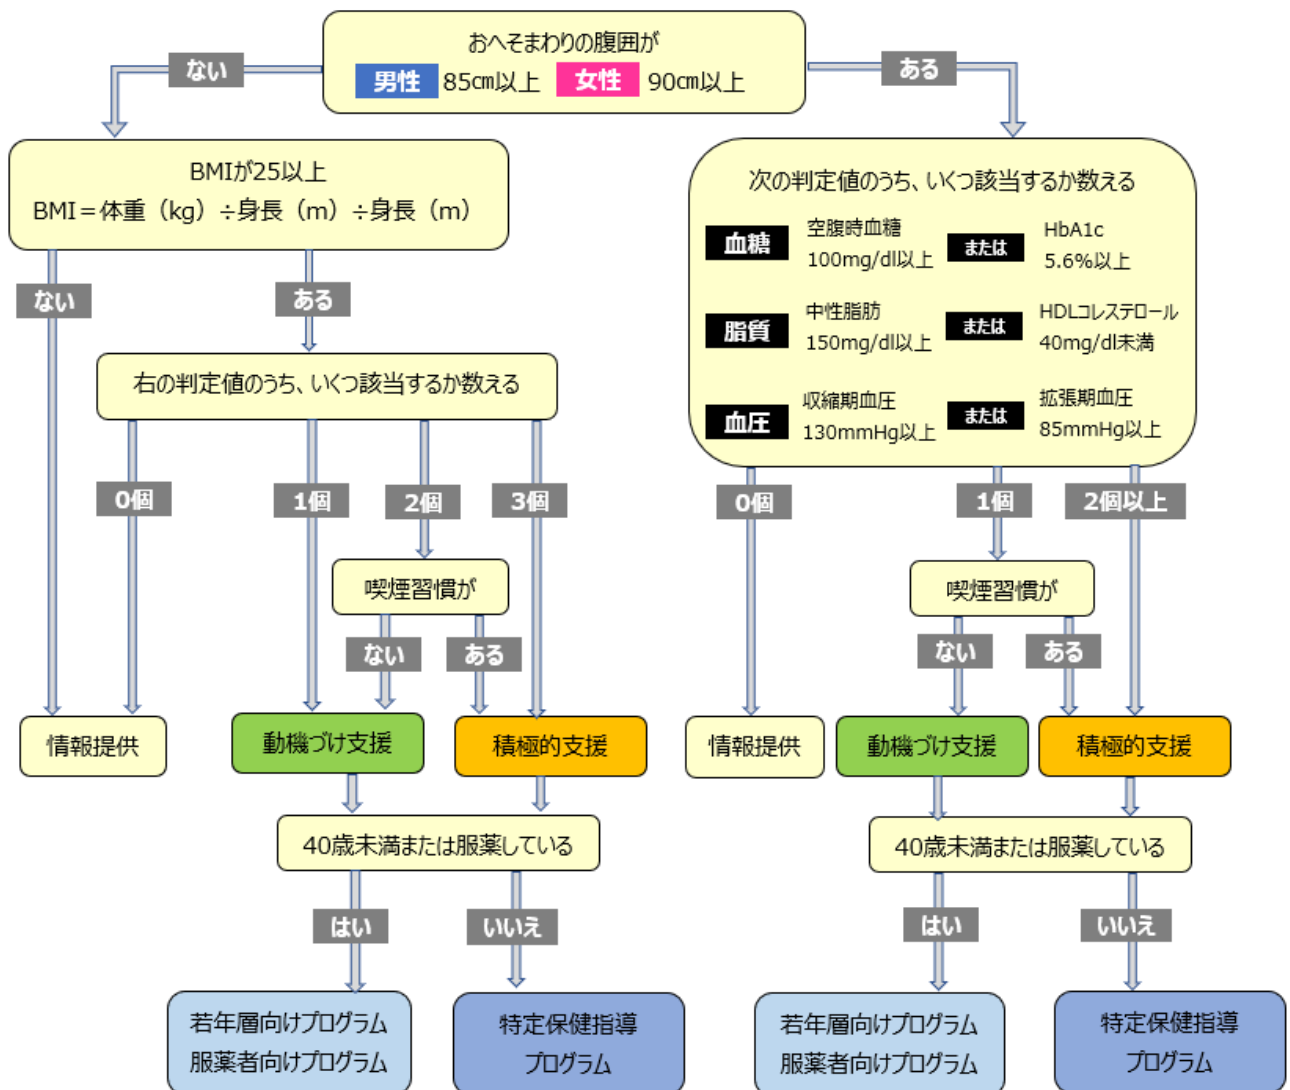 おへそまわりの腹囲が
男性 85㎝以上 女性 90㎝以上
ない
ある
BMIが25以上
BMI＝体重（kg）÷身長（m）÷身長（m）
ない
ある
右の判定値のうち、いくつ該当するか数える
0個
1個
2個
3個
喫煙習慣が
ない
ある
情報提供
動機づけ支援
積極的支援
40歳未満または服薬している
はい
いいえ
若年層向けプログラム
服薬者向けプログラム
特定保健指導
プログラム
次の判定値のうち、いくつ該当するか数える
血糖
空腹時血糖
100mg/dl以上
または
HbA1c
5.6%以上
脂質
中性脂肪
150mg/dl以上
または
HDLコレステロール
40mg/dl未満
血圧
収縮期血圧
130mmHg以上
または
拡張期血圧
85mmHg以上
0個
1個
2個以上
喫煙習慣が
ない
ある
情報提供
動機づけ支援
積極的支援
40歳未満または服薬している
はい
いいえ
若年層向けプログラム
服薬者向けプログラム
特定保健指導
プログラム